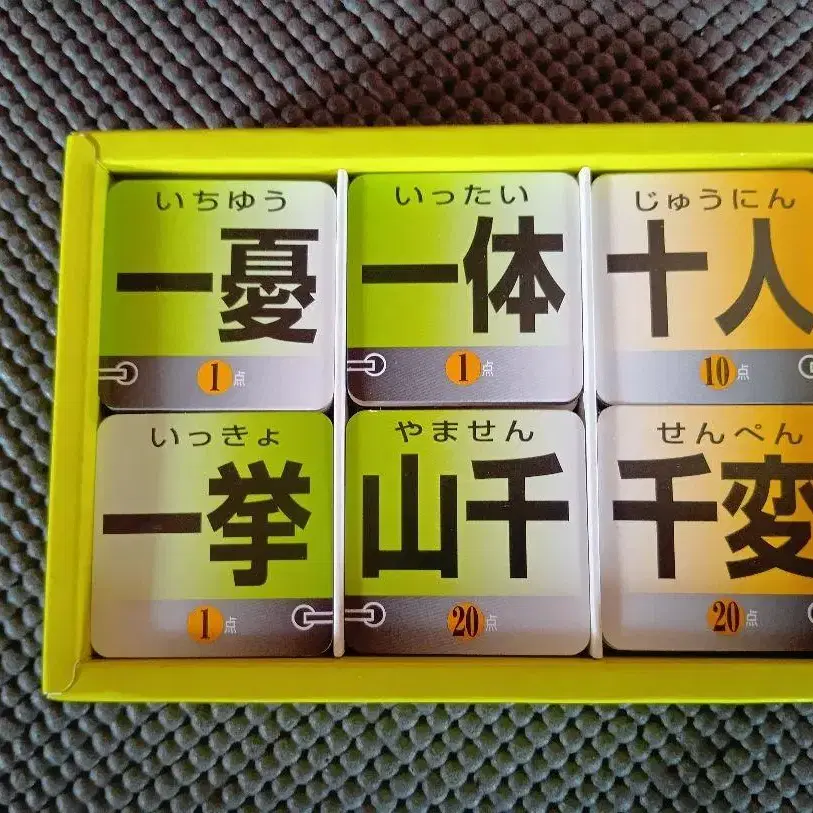 いちゆう
一憂
1点
いったい
一体
1点
じゅうにん
十人
10点
いっきょ
一挙
1点
やません
山千
20点
せんぺん
千変
20点